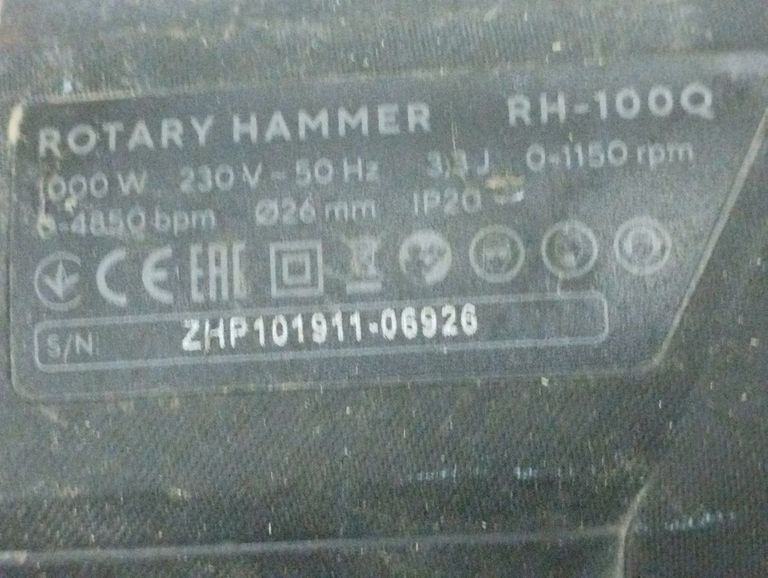 ROTARY HAMMER RH-100Q
1000 W 230 V ~ 50 Hz 3,3 J 0-1150 rpm
0-4850 bpm Ø26 mm IP20
CE EAC
S/N: ZHP101911-06926